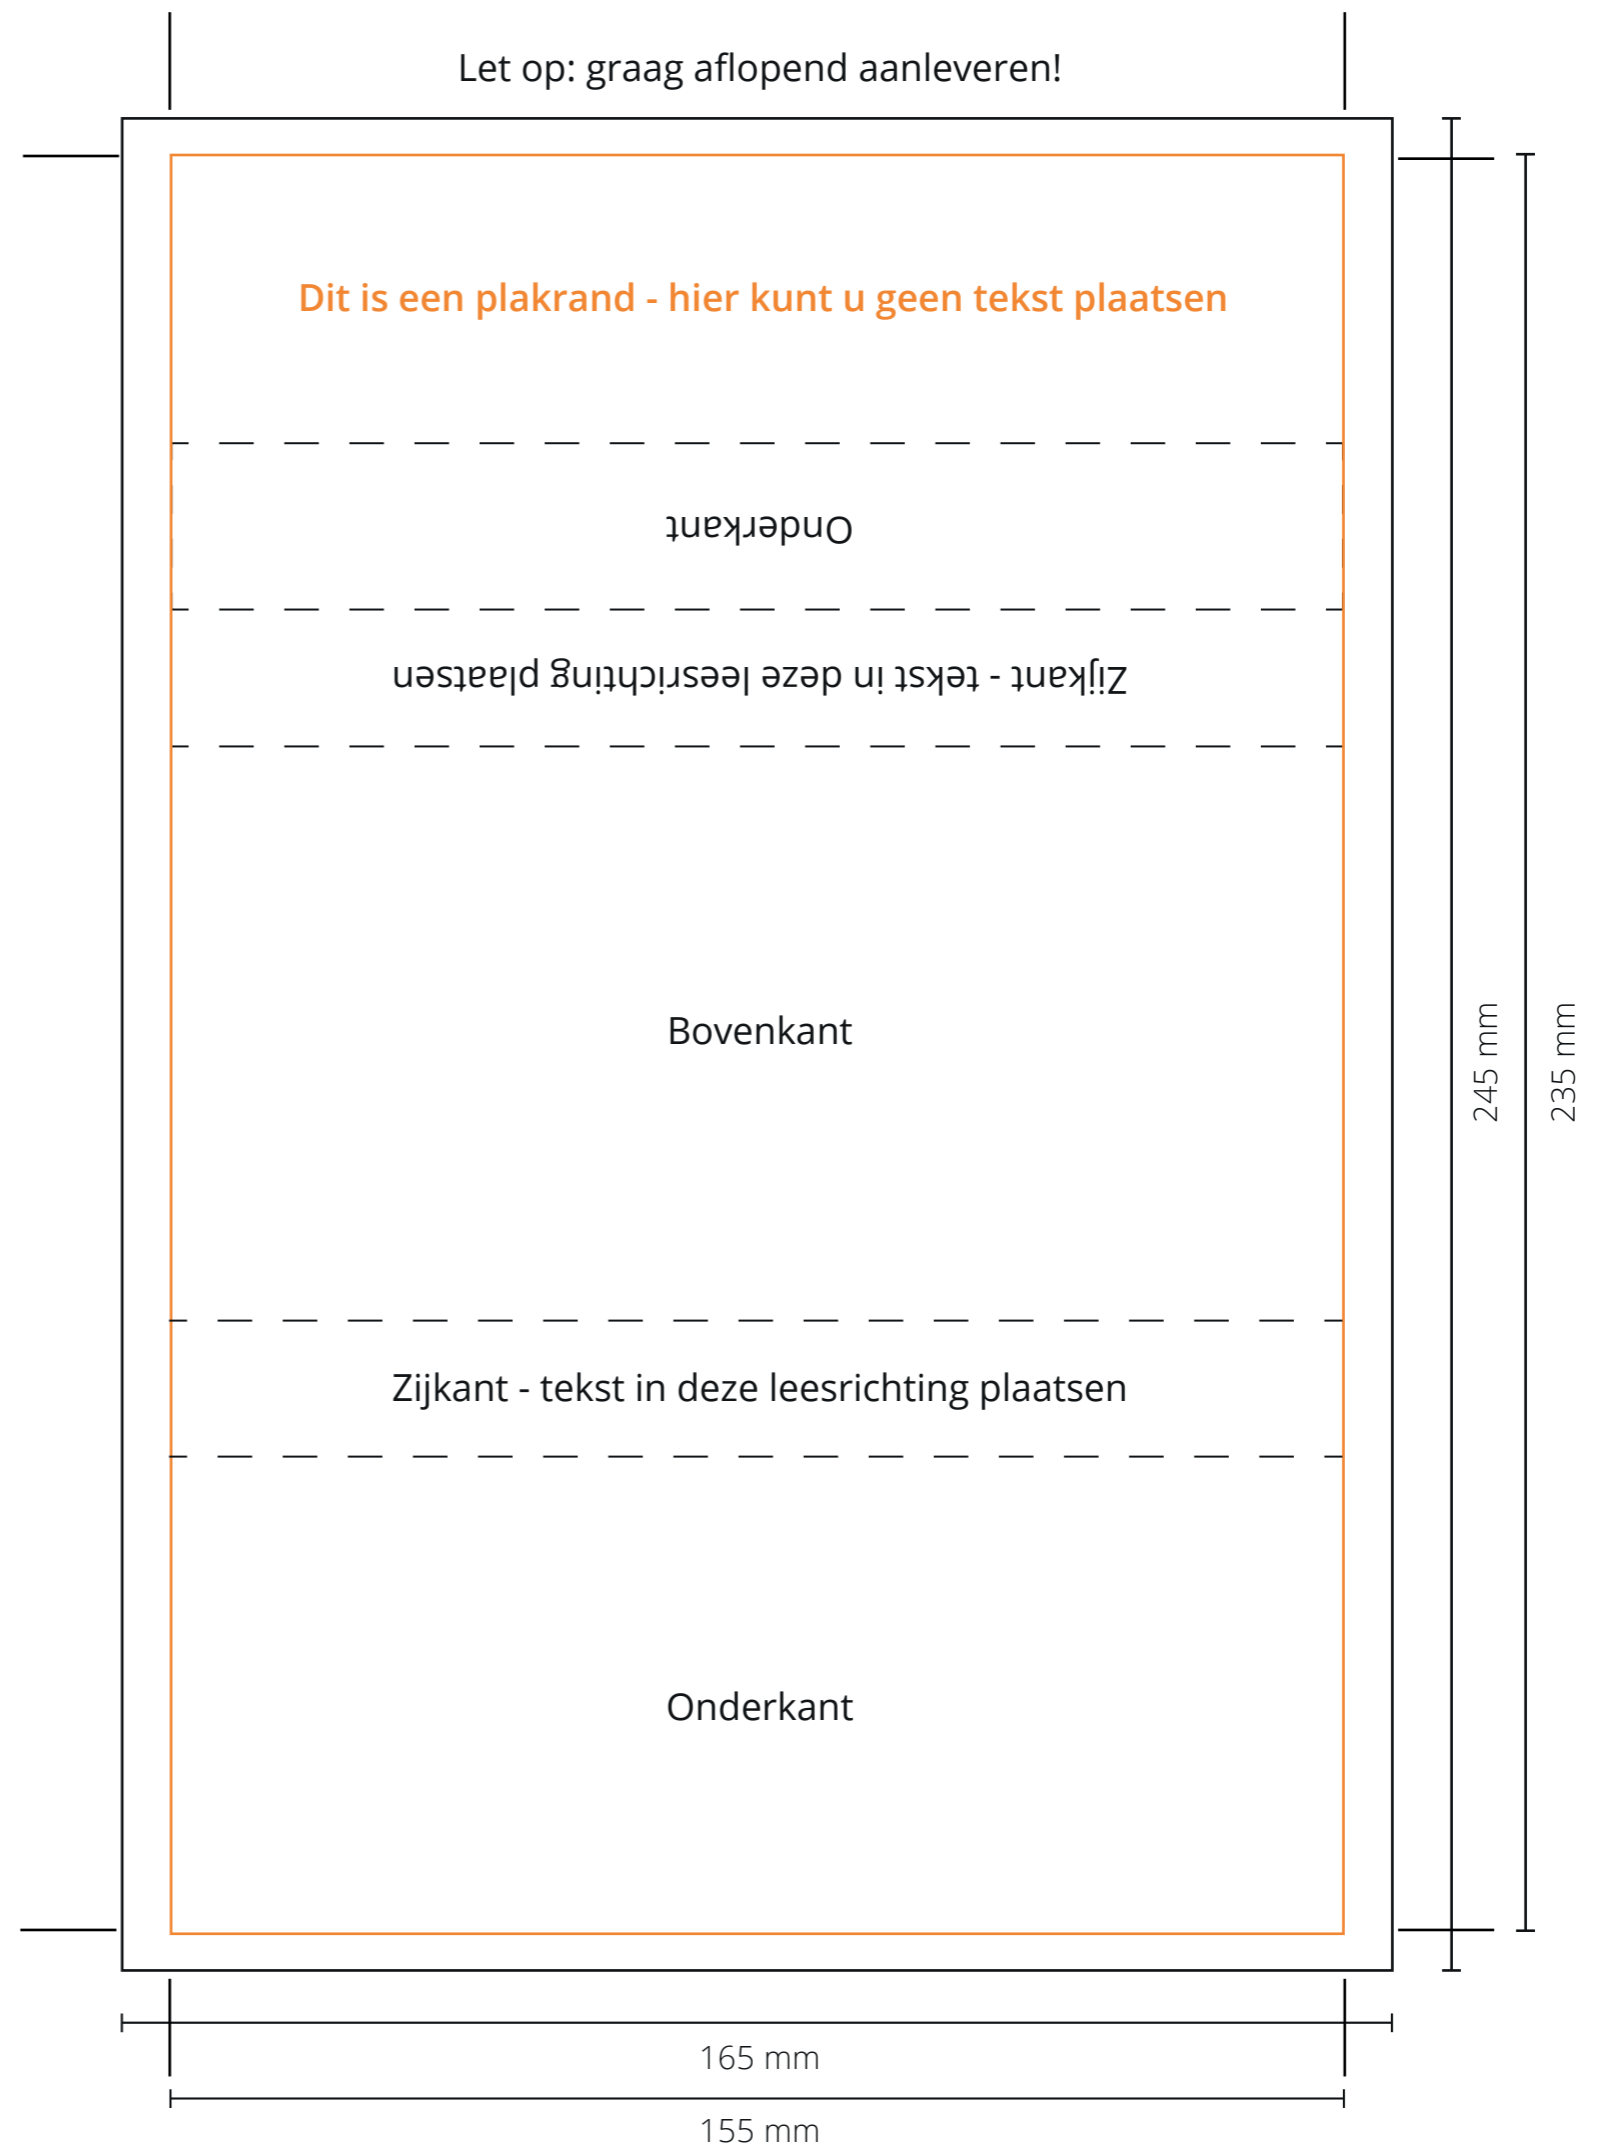 Let op: graag aflopend aanleveren!
Dit is een plakrand - hier kunt u geen tekst plaatsen
Onderkant
Zijkant - tekst in deze leesrichting plaatsen
Bovenkant
245 mm
235 mm
Zijkant - tekst in deze leesrichting plaatsen
Onderkant
165 mm
155 mm